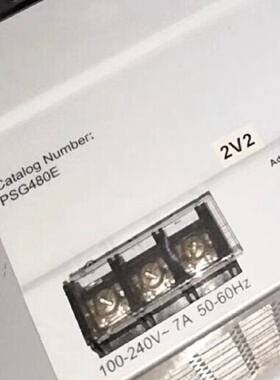 Catalog Number:
PSG480E
2V2
100-240V~ 7A 50-60Hz